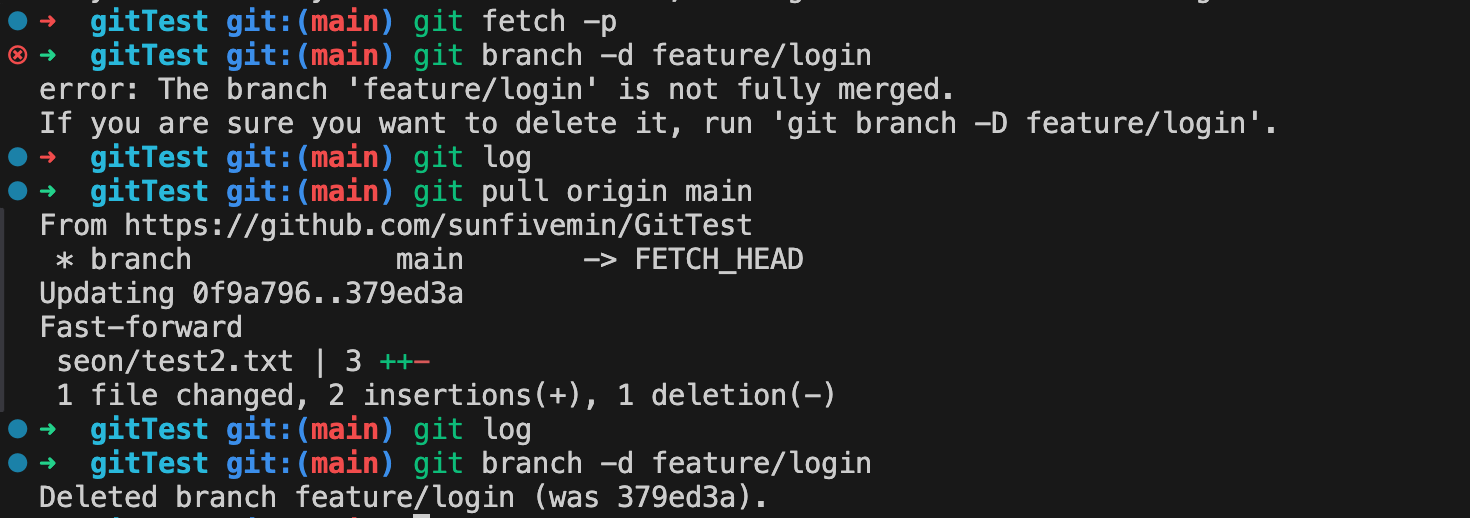 ➜ gitTest git:(main) git fetch -p
➜ gitTest git:(main) git branch -d feature/login
error: The branch 'feature/login' is not fully merged.
If you are sure you want to delete it, run 'git branch -D feature/login'.
➜ gitTest git:(main) git log
➜ gitTest git:(main) git pull origin main
From https://github.com/sunfivemin/GitTest
 * branch            main       -> FETCH_HEAD
Updating 0f9a796..379ed3a
Fast-forward
 seon/test2.txt | 3 ++-
 1 file changed, 2 insertions(+), 1 deletion(-)
➜ gitTest git:(main) git log
➜ gitTest git:(main) git branch -d feature/login
Deleted branch feature/login (was 379ed3a).